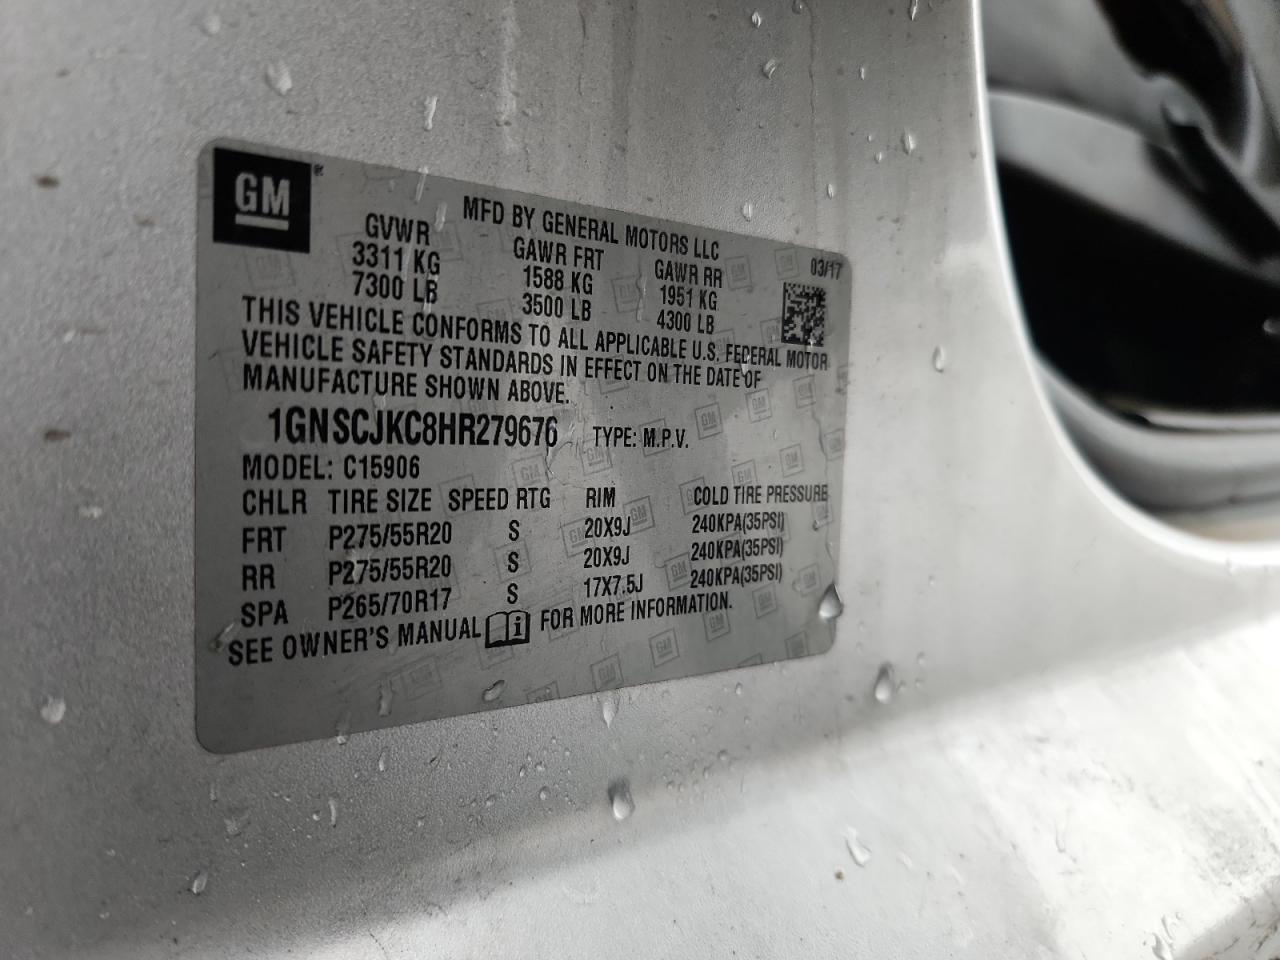 GM
MFD BY GENERAL MOTORS LLC
03/17
GVWR GAWR FRT GAWR RR
3311 KG 1588 KG 1951 KG
7300 LB 3500 LB 4300 LB
THIS VEHICLE CONFORMS TO ALL APPLICABLE U.S. FEDERAL MOTOR
VEHICLE SAFETY STANDARDS IN EFFECT ON THE DATE OF
MANUFACTURE SHOWN ABOVE.
1GNSCJKC8HR279676 TYPE: M.P.V.
MODEL: C15906
CHLR TIRE SIZE SPEED RTG RIM COLD TIRE PRESSURE
FRT P275/55R20 S 20X9J 240KPA(35PSI)
RR P275/55R20 S 20X9J 240KPA(35PSI)
SPA P265/70R17 S 17X7.5J 240KPA(35PSI)
SEE OWNER'S MANUAL i FOR MORE INFORMATION.